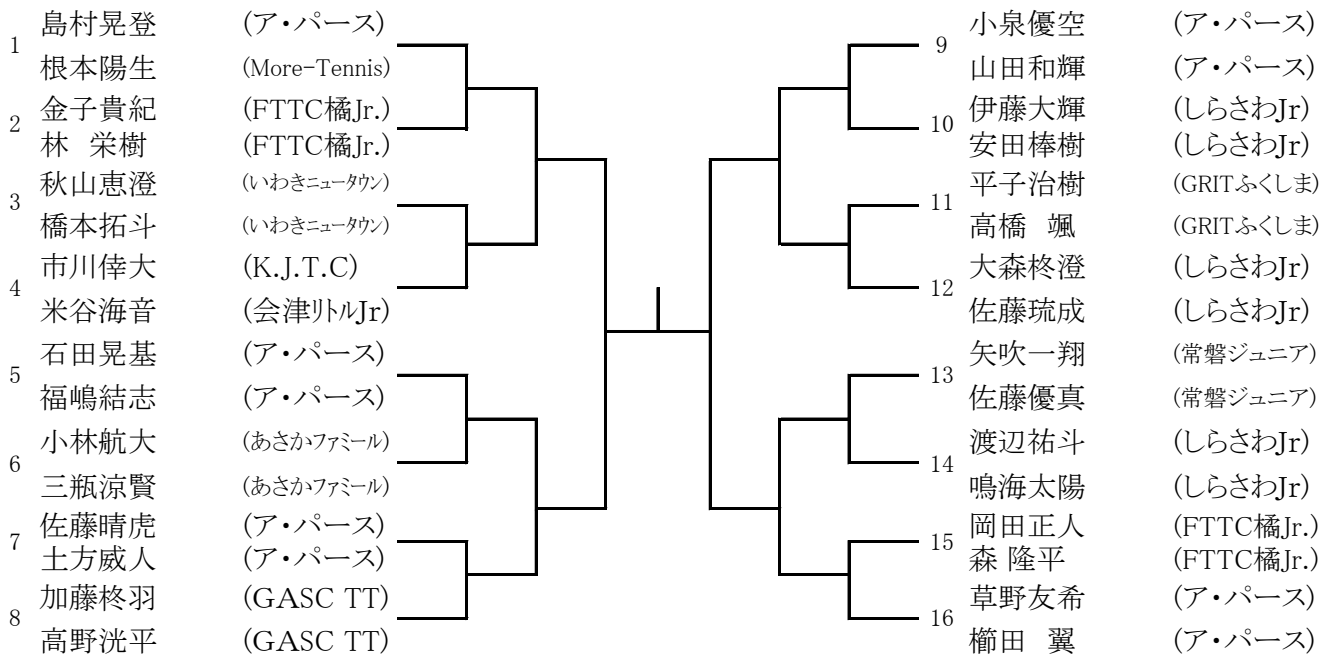 1
島村晃登 (ア・パース)
根本陽生 (More-Tennis)
2
金子貴紀 (FTTC橘Jr.)
林 栄樹 (FTTC橘Jr.)
3
秋山恵澄 (いわきニュータウン)
橋本拓斗 (いわきニュータウン)
4
市川倖大 (K.J.T.C)
米谷海音 (会津リトルJr)
5
石田晃基 (ア・パース)
福嶋結志 (ア・パース)
6
小林航大 (あさかファミール)
三瓶涼賢 (あさかファミール)
7
佐藤晴虎 (ア・パース)
土方威人 (ア・パース)
8
加藤柊羽 (GASC TT)
高野洸平 (GASC TT)
9
小泉優空 (ア・パース)
山田和輝 (ア・パース)
10
伊藤大輝 (しらさわJr)
安田棒樹 (しらさわJr)
11
平子治樹 (GRITふくしま)
高橋 颯 (GRITふくしま)
12
大森柊澄 (しらさわJr)
佐藤琉成 (しらさわJr)
13
矢吹一翔 (常磐ジュニア)
佐藤優真 (常磐ジュニア)
14
渡辺祐斗 (しらさわJr)
鳴海太陽 (しらさわJr)
15
岡田正人 (FTTC橘Jr.)
森 隆平 (FTTC橘Jr.)
16
草野友希 (ア・パース)
櫛田 翼 (ア・パース)